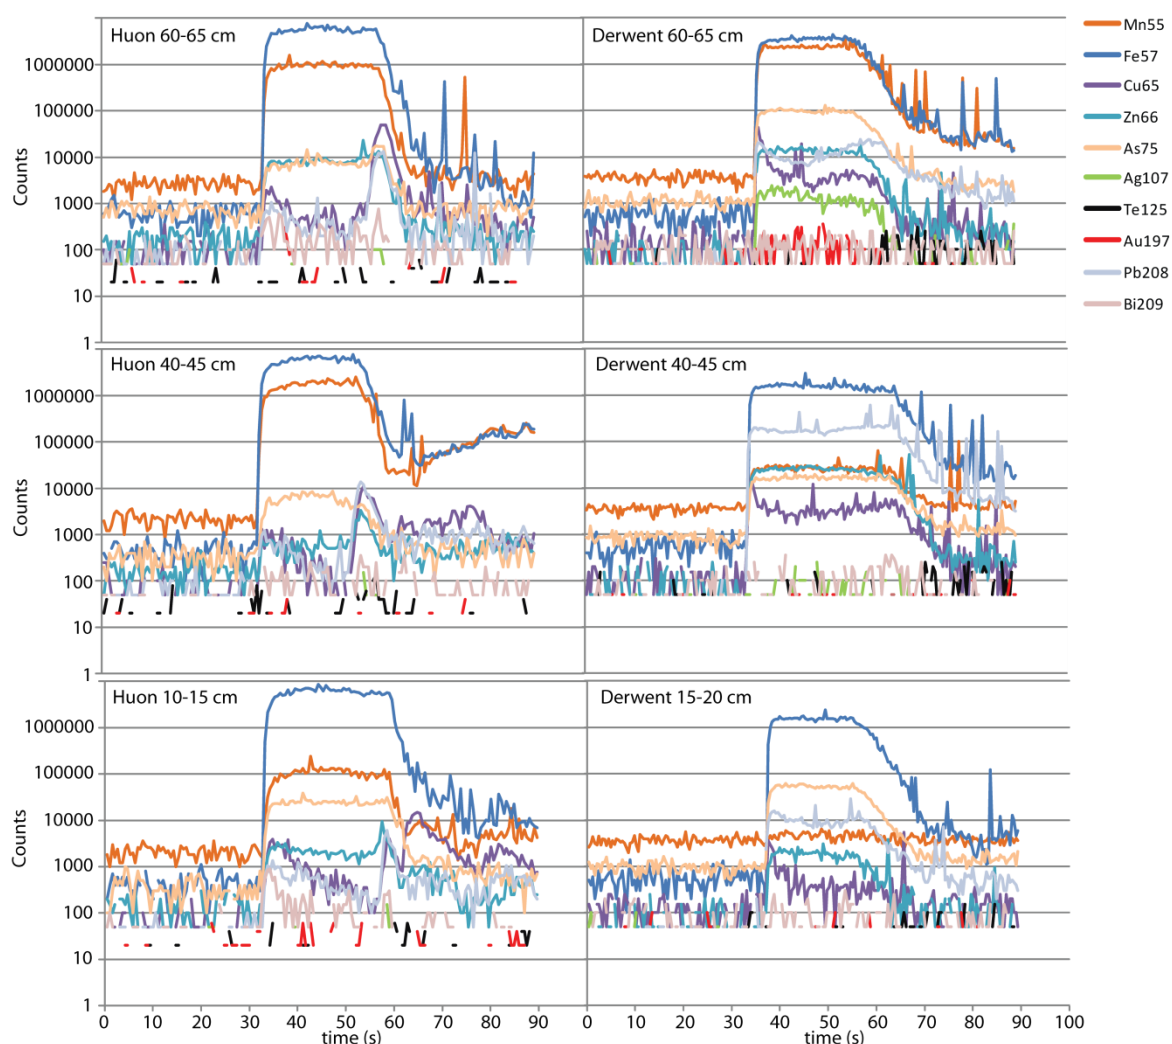 Huon 60-65 cm
Derwent 60-65 cm
Counts
1000000
100000
10000
1000
100
10
1
Mn55
Fe57
Cu65
Zn66
As75
Ag107
Te125
Au197
Pb208
Bi209
Huon 40-45 cm
Derwent 40-45 cm
Counts
1000000
100000
10000
1000
100
10
1
Huon 10-15 cm
Derwent 15-20 cm
Counts
1000000
100000
10000
1000
100
10
1
0 10 20 30 40 50 60 70 80 90
0 10 20 30 40 50 60 70 80 90 100
time (s)
time (s)